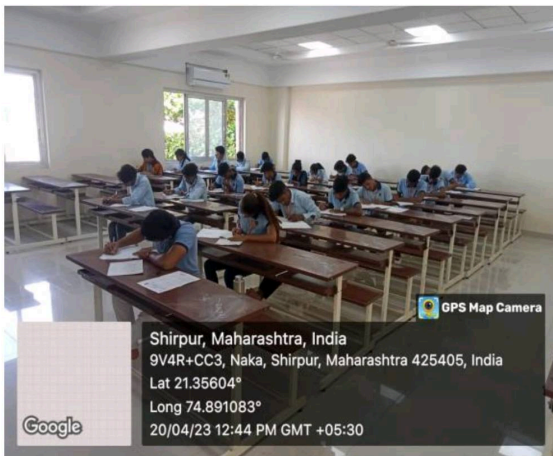 GPS Map Camera
Shirpur, Maharashtra, India
9V4R+CC3, Naka, Shirpur, Maharashtra 425405, India
Lat 21.35604°
Long 74.891083°
20/04/23 12:44 PM GMT +05:30
Google